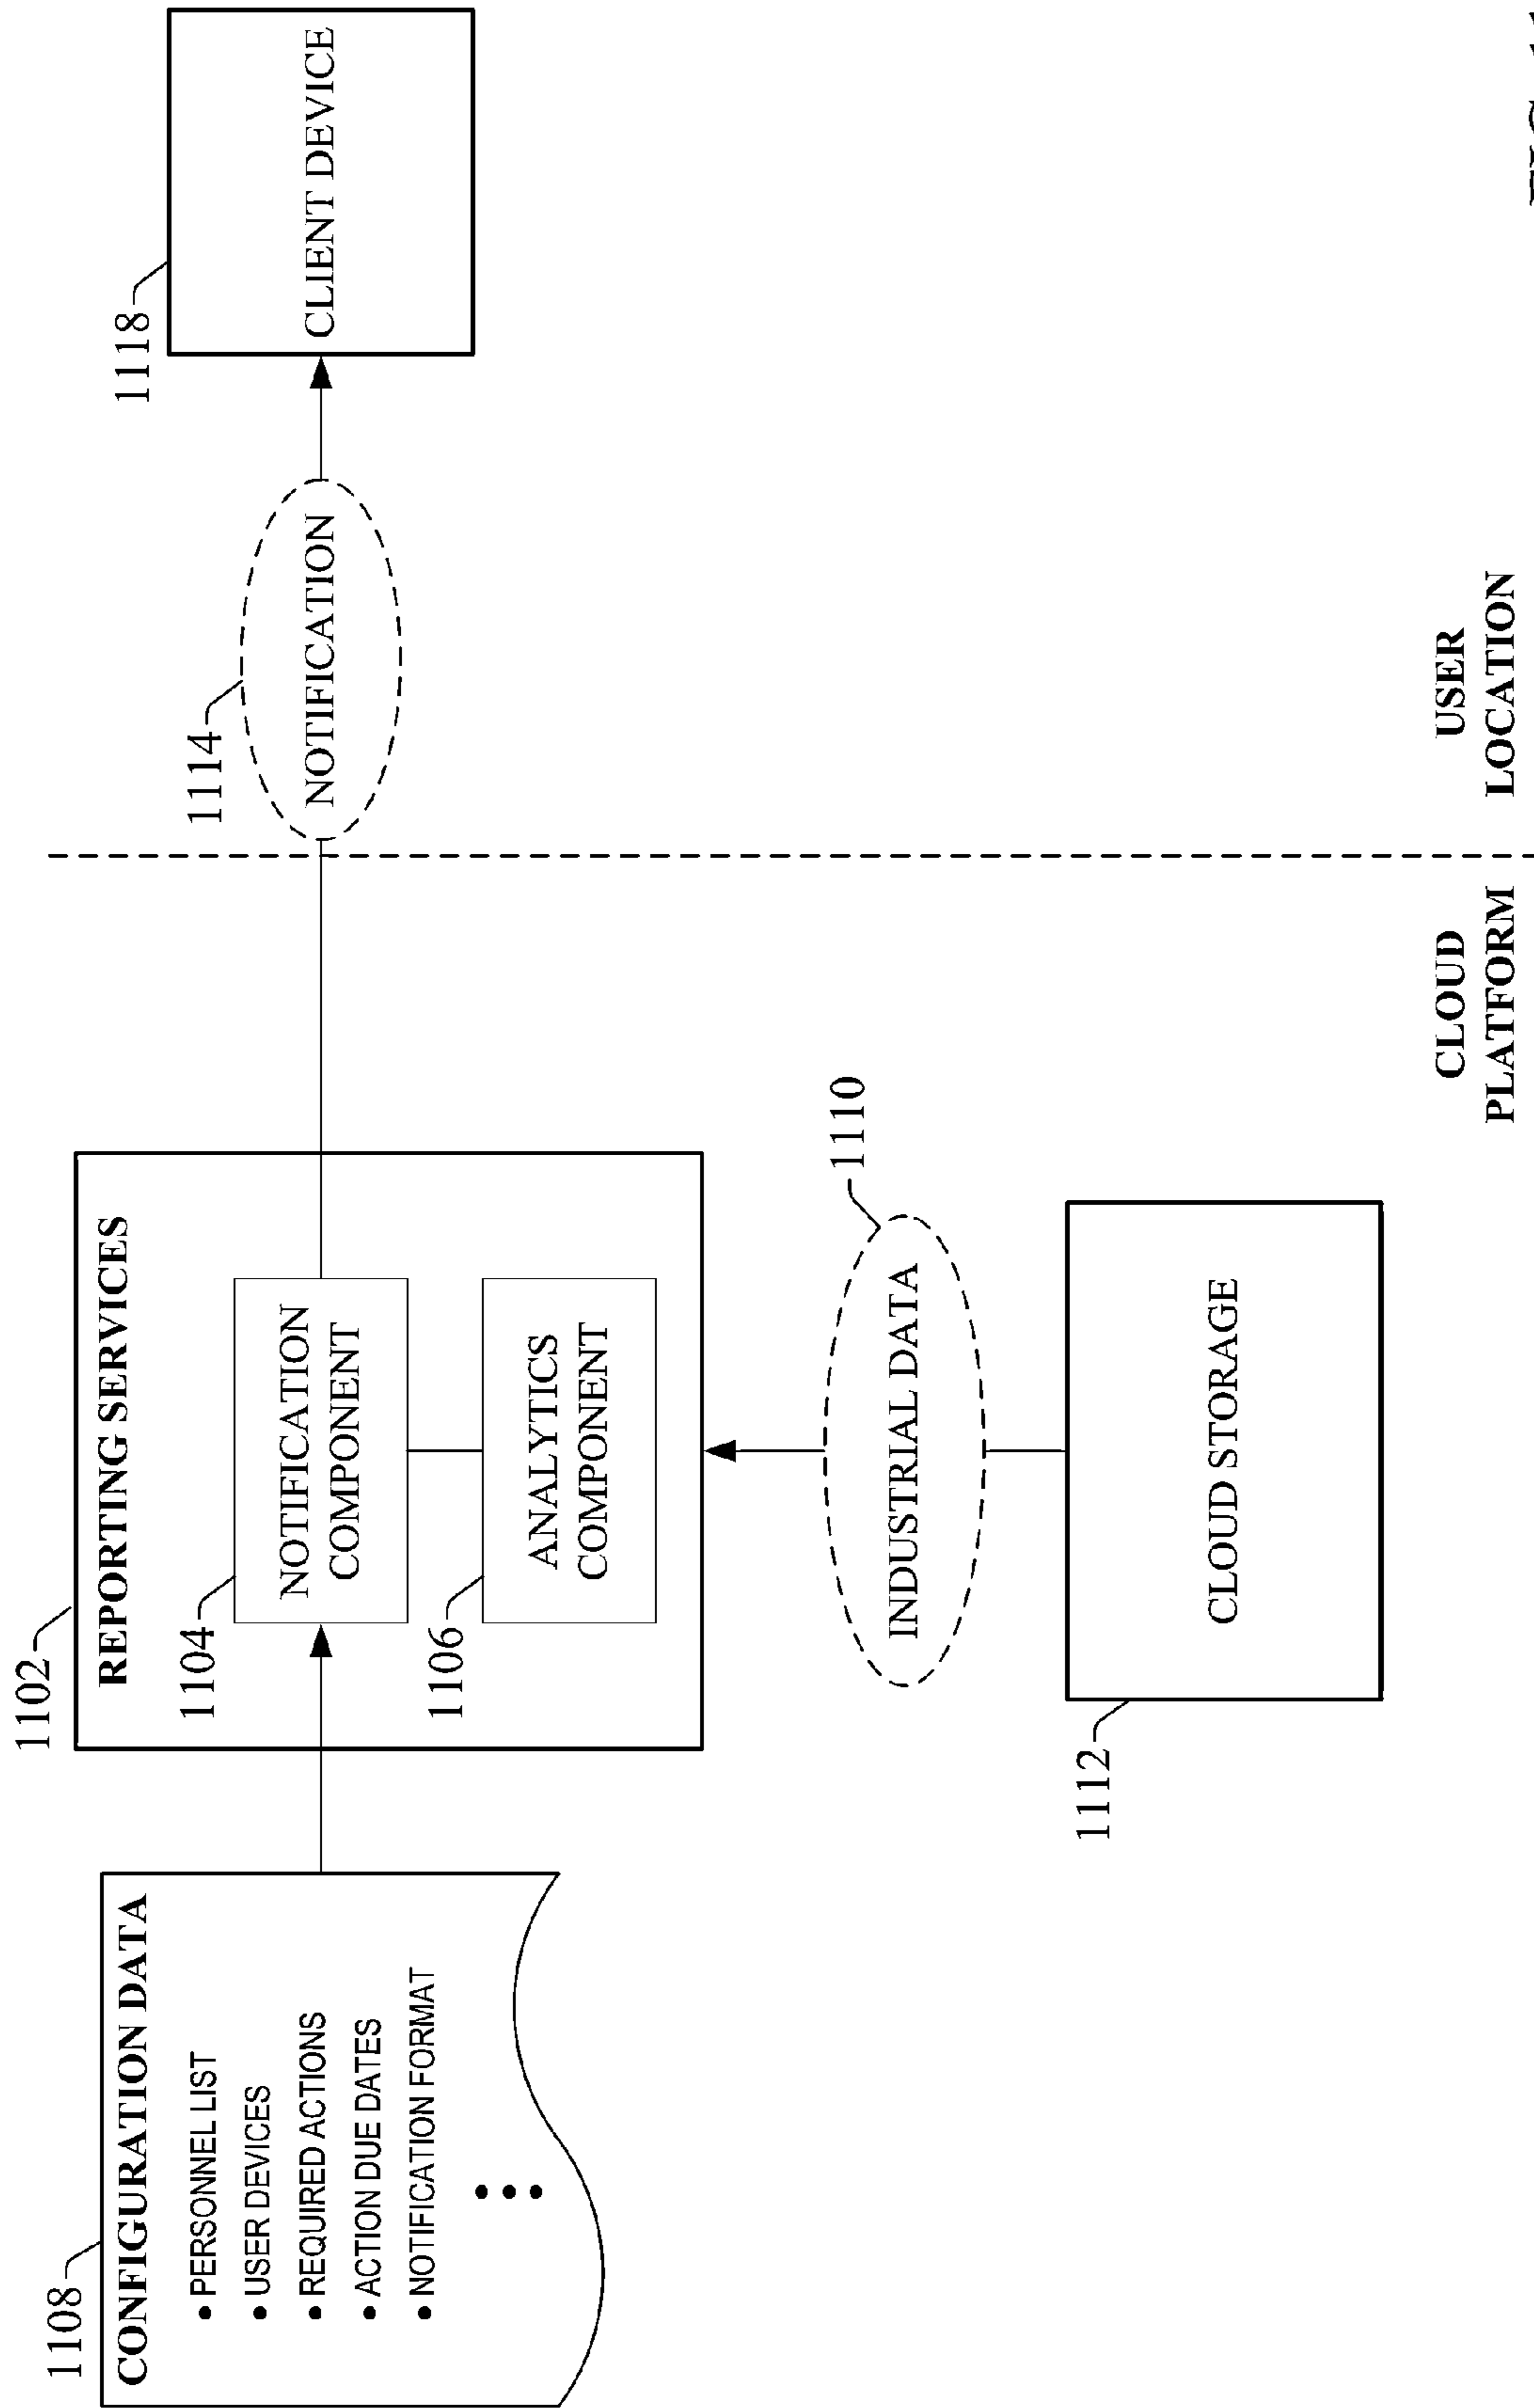 1108
CONFIGURATION DATA
• PERSONNEL LIST
• USER DEVICES
• REQUIRED ACTIONS
• ACTION DUE DATES
• NOTIFICATION FORMAT
1102
REPORTING SERVICES
1104
NOTIFICATION
COMPONENT
1106
ANALYTICS
COMPONENT
1110
INDUSTRIAL DATA
1112
CLOUD STORAGE
1114
NOTIFICATION
1118
CLIENT DEVICE
CLOUD
PLATFORM
USER
LOCATION